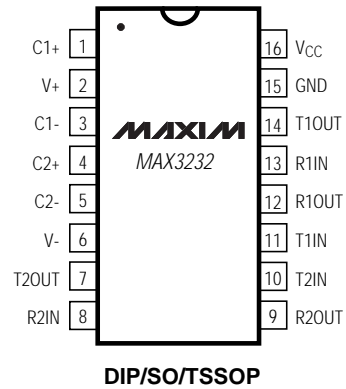 C1+ 1 16 VCC
V+ 2 15 GND
C1- 3 MAXIM 14 T1OUT
C2+ 4 MAX3232 13 R1IN
C2- 5 12 R1OUT
V- 6 11 T1IN
T2OUT 7 10 T2IN
R2IN 8 9 R2OUT
DIP/SO/TSSOP